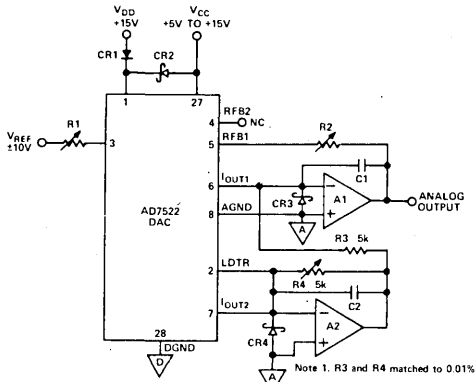 VDD
+15V
VCC
+5V TO +15V
CR1
CR2
1
27
RFB2
4
NC
VREF
±10V
R1
3
RFB1
5
R2
IOUT1
6
C1
A1
ANALOG
OUTPUT
CR3
AD7522
DAC
AGND
8
A
R3 5k
LDTR
2
R4 5k
C2
IOUT2
7
A2
CR4
28
DGND
D
A
Note 1. R3 and R4 matched to 0.01%